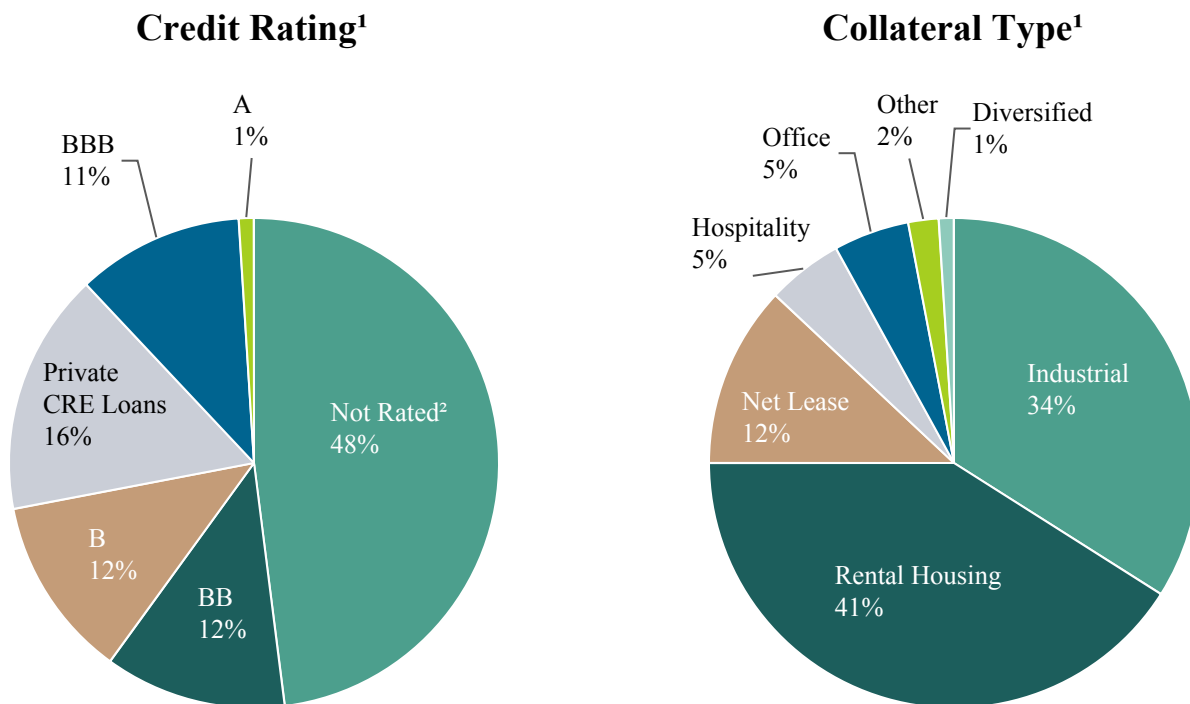 Credit Rating¹
A
1%
BBB
11%
Private
CRE Loans
16%
Not Rated²
48%
B
12%
BB
12%
Collateral Type¹
Other
2%
Diversified
1%
Office
5%
Hospitality
5%
Industrial
34%
Net Lease
12%
Rental Housing
41%